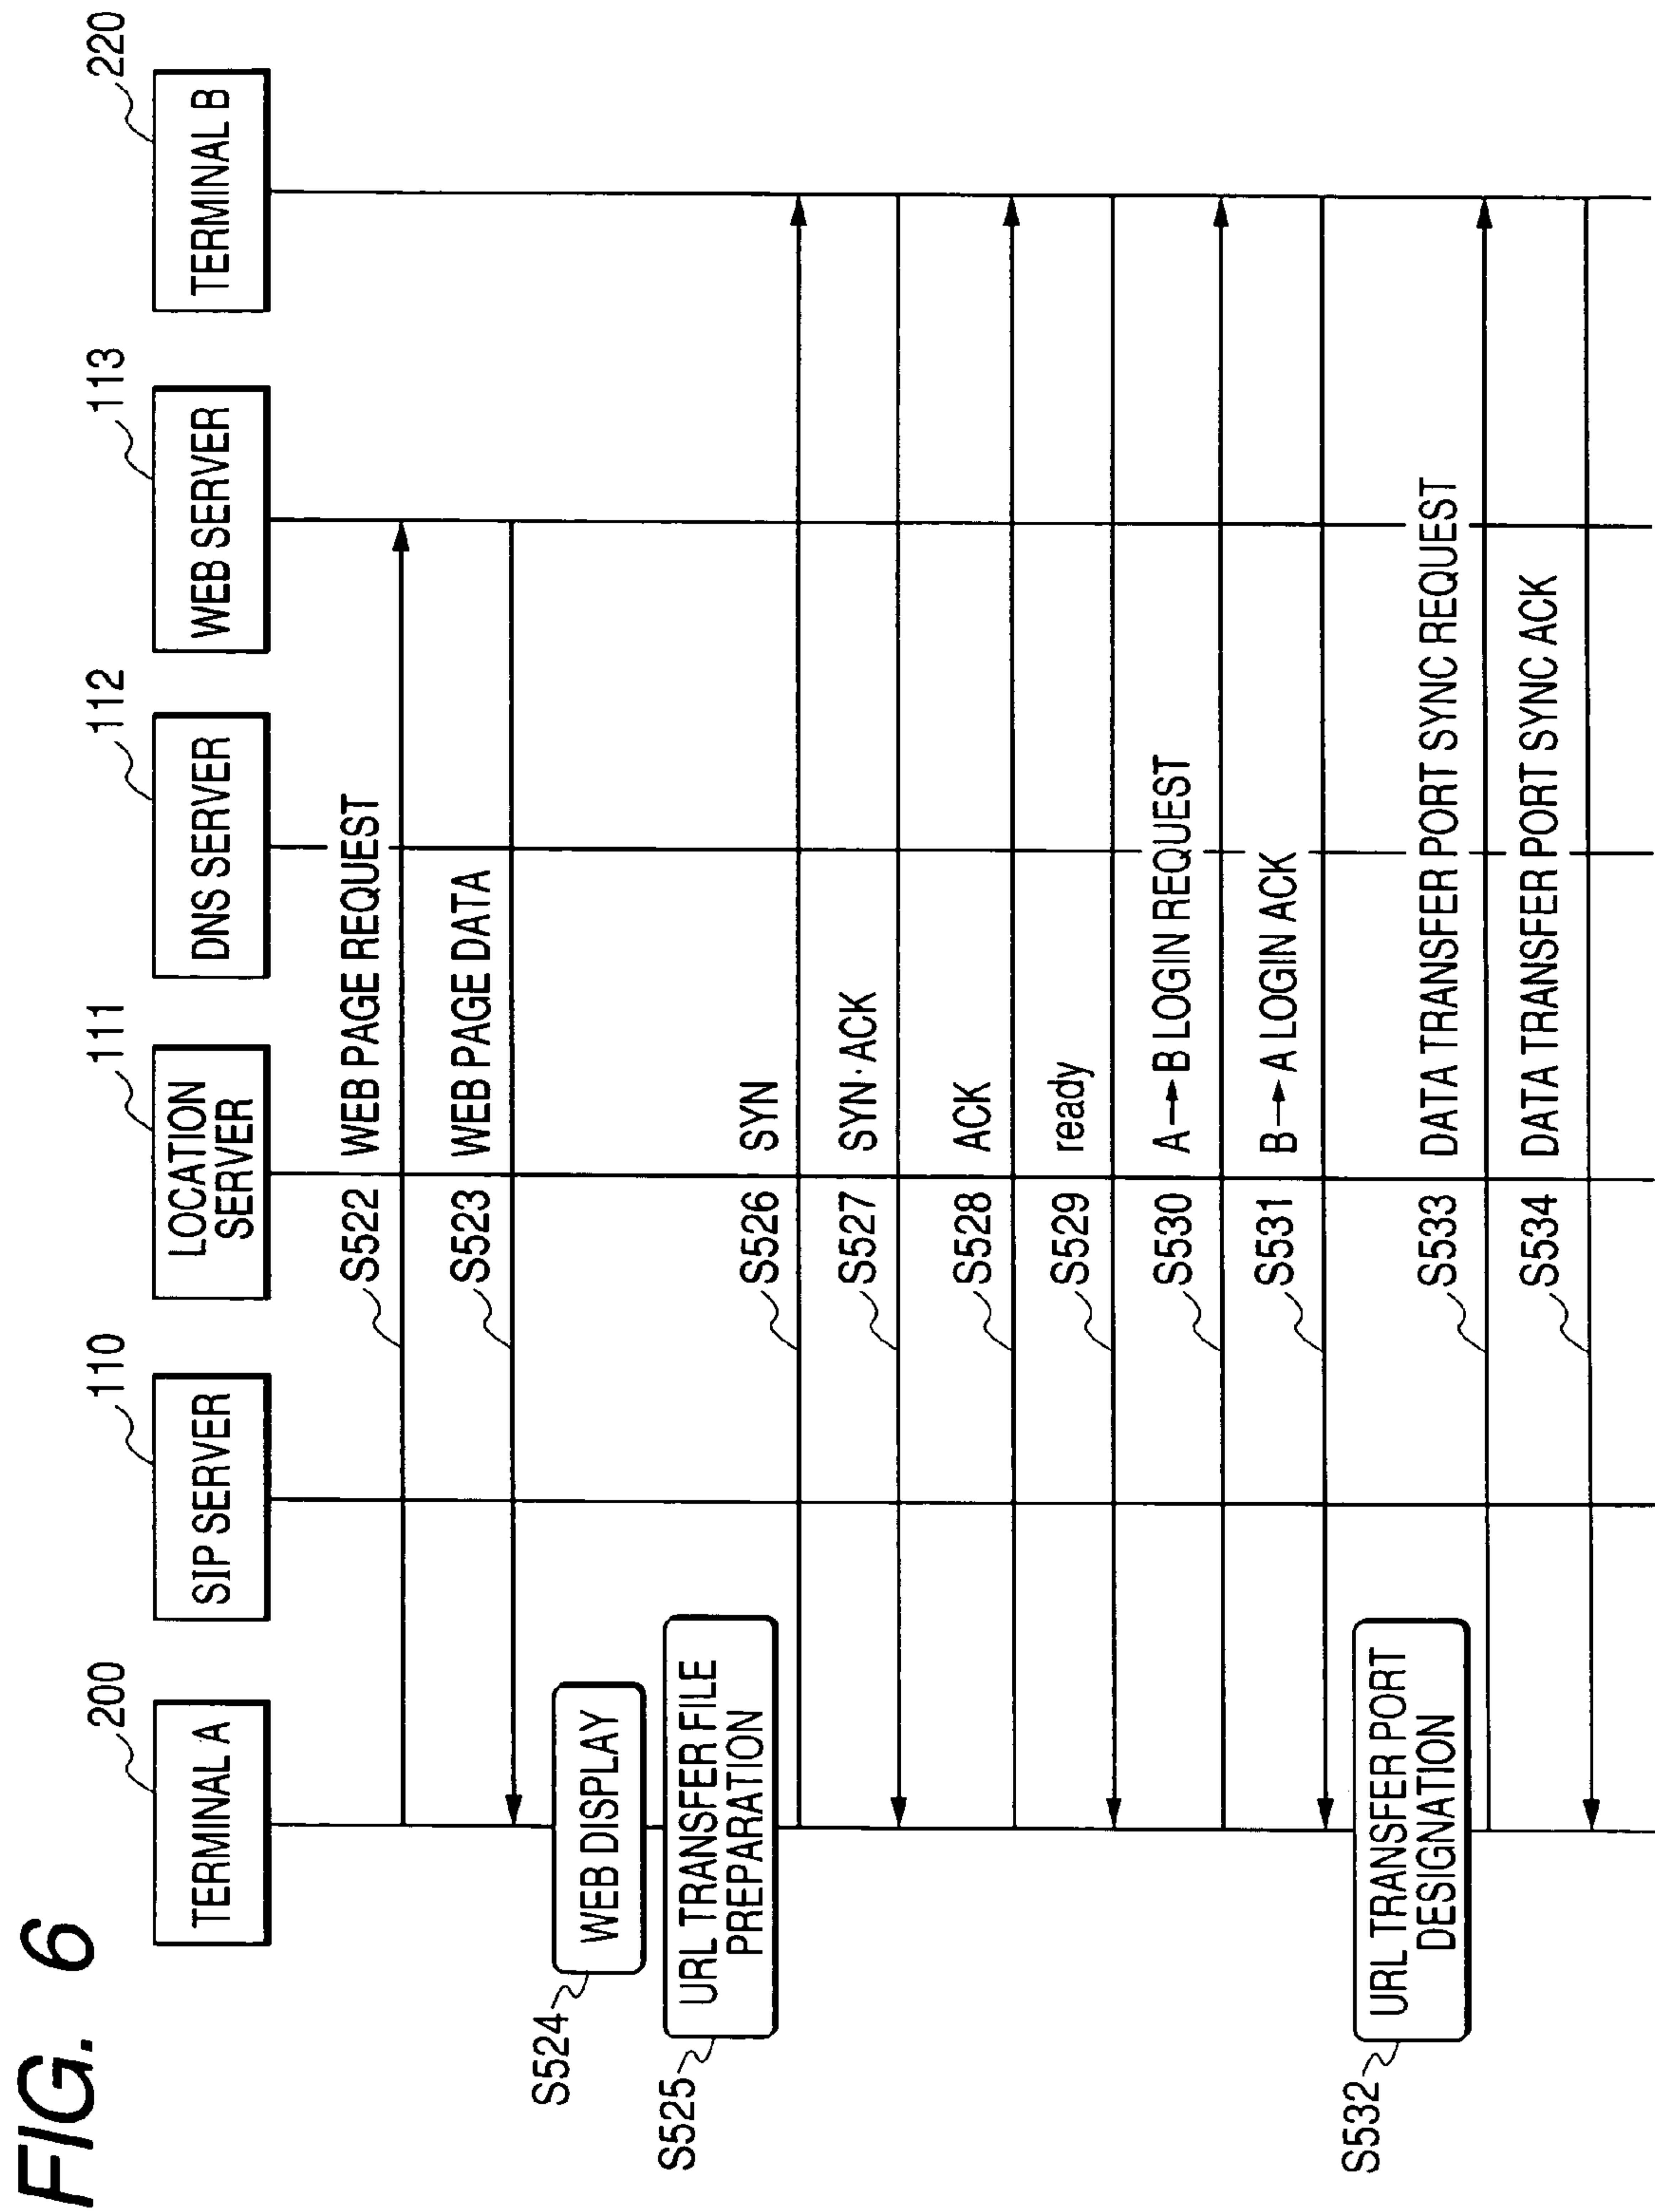 FIG. 6
200
110
111
112
113
220
TERMINAL A
SIP SERVER
LOCATION
SERVER
DNS SERVER
WEB SERVER
TERMINAL B
S522
WEB PAGE REQUEST
S523
WEB PAGE DATA
S524
WEB DISPLAY
S525
URL TRANSFER FILE
PREPARATION
S526
SYN
S527
SYN·ACK
S528
ACK
S529
ready
S530
A→B LOGIN REQUEST
S531
B→A LOGIN ACK
S532
URL TRANSFER PORT
DESIGNATION
S533
DATA TRANSFER PORT SYNC REQUEST
S534
DATA TRANSFER PORT SYNC ACK